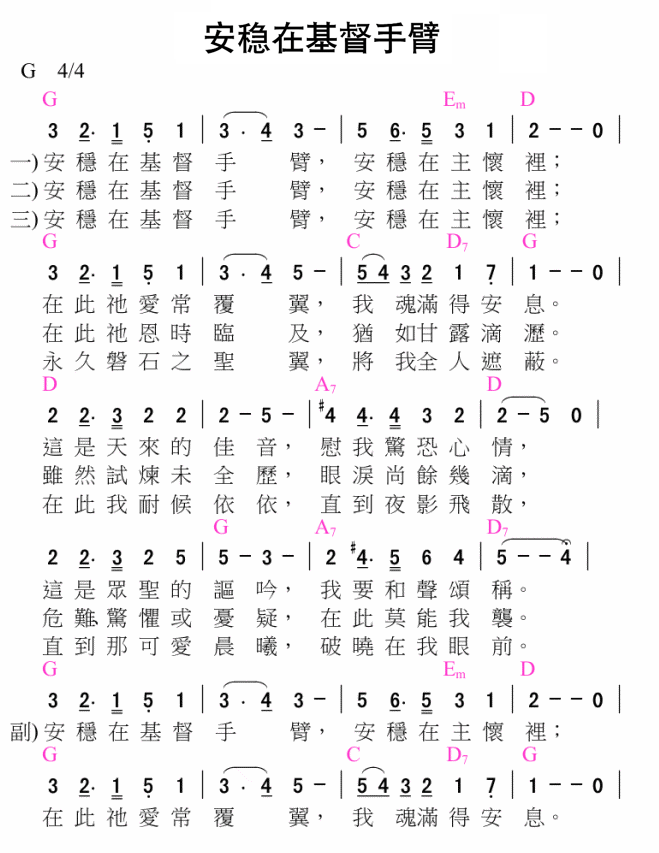 安稳在基督手臂
G 4/4
G Em D
3 2· 1 5 1 | 3 · 4 3 – | 5 6· 5 3 1 | 2 – – 0 |
一) 安穩在基督手臂，安穩在主懷裡；
二) 安穩在基督手臂，安穩在主懷裡；
三) 安穩在基督手臂，安穩在主懷裡；
G C D7 G
3 2· 1 5 1 | 3 · 4 5 – | 5 4 3 2 1 7 | 1 – – 0 |
在此祂愛常覆翼，我魂滿得安息。
在此祂恩時臨及，猶如甘露滴瀝。
永久磐石之聖翼，將我全人遮蔽。
D A7 D
2 2· 3 2 2 | 2 – 5 – | #4 4· 4 3 2 | 2 – 5 0 |
這是天來的佳音，慰我驚恐心情，
雖然試煉未全歷，眼淚尚餘幾滴，
在此我耐候依依，直到夜影飛散，
G A7 D7
2 2· 3 2 5 | 5 – 3 – | 2 #4· 5 6 4 | 5 – – 4 |
這是眾聖的謳吟，我要和聲頌稱。
危難驚懼或憂疑，在此莫能我襲。
直到那可愛晨曦，破曉在我眼前。
G Em D
3 2· 1 5 1 | 3 · 4 3 – | 5 6· 5 3 1 | 2 – – 0 |
副) 安穩在基督手臂，安穩在主懷裡；
G C D7 G
3 2· 1 5 1 | 3 · 4 5 – | 5 4 3 2 1 7 | 1 – – 0 |
在此祂愛常覆翼，我魂滿得安息。